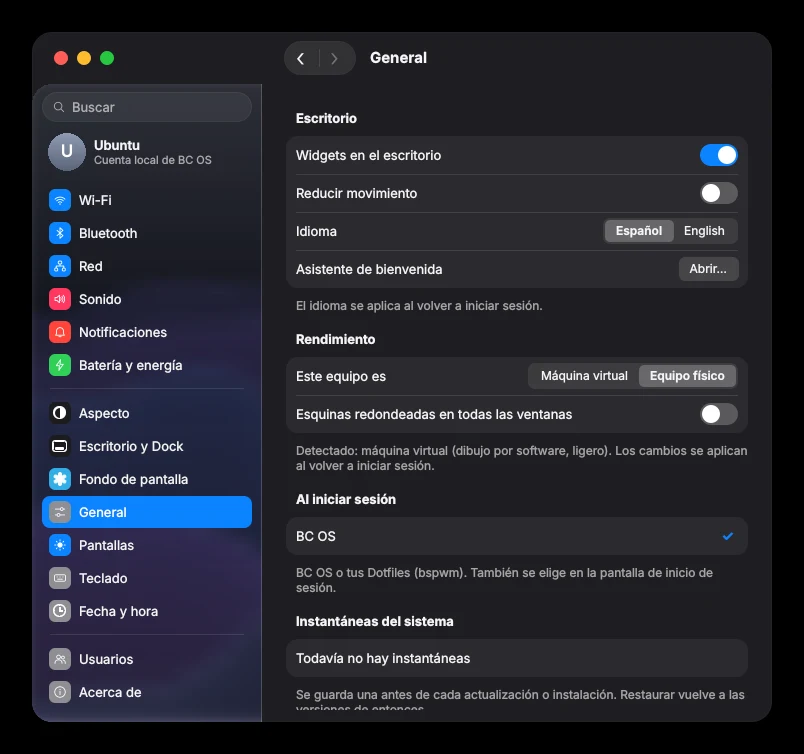 General
Buscar
U
Ubuntu
Cuenta local de BC OS
Wi-Fi
Bluetooth
Red
Sonido
Notificaciones
Batería y energía
Aspecto
Escritorio y Dock
Fondo de pantalla
General
Pantallas
Teclado
Fecha y hora
Usuarios
Acerca de
Escritorio
Widgets en el escritorio
Reducir movimiento
Idioma
Español English
Asistente de bienvenida
Abrir...
El idioma se aplica al volver a iniciar sesión.
Rendimiento
Este equipo es
Máquina virtual Equipo físico
Esquinas redondeadas en todas las ventanas
Detectado: máquina virtual (dibujo por software, ligero). Los cambios se aplican
al volver a iniciar sesión.
Al iniciar sesión
BC OS
BC OS o tus Dotfiles (bspwm). También se elige en la pantalla de inicio de
sesión.
Instantáneas del sistema
Todavía no hay instantáneas
Se guarda una antes de cada actualización o instalación. Restaurar vuelve a las
versiones de entonces.